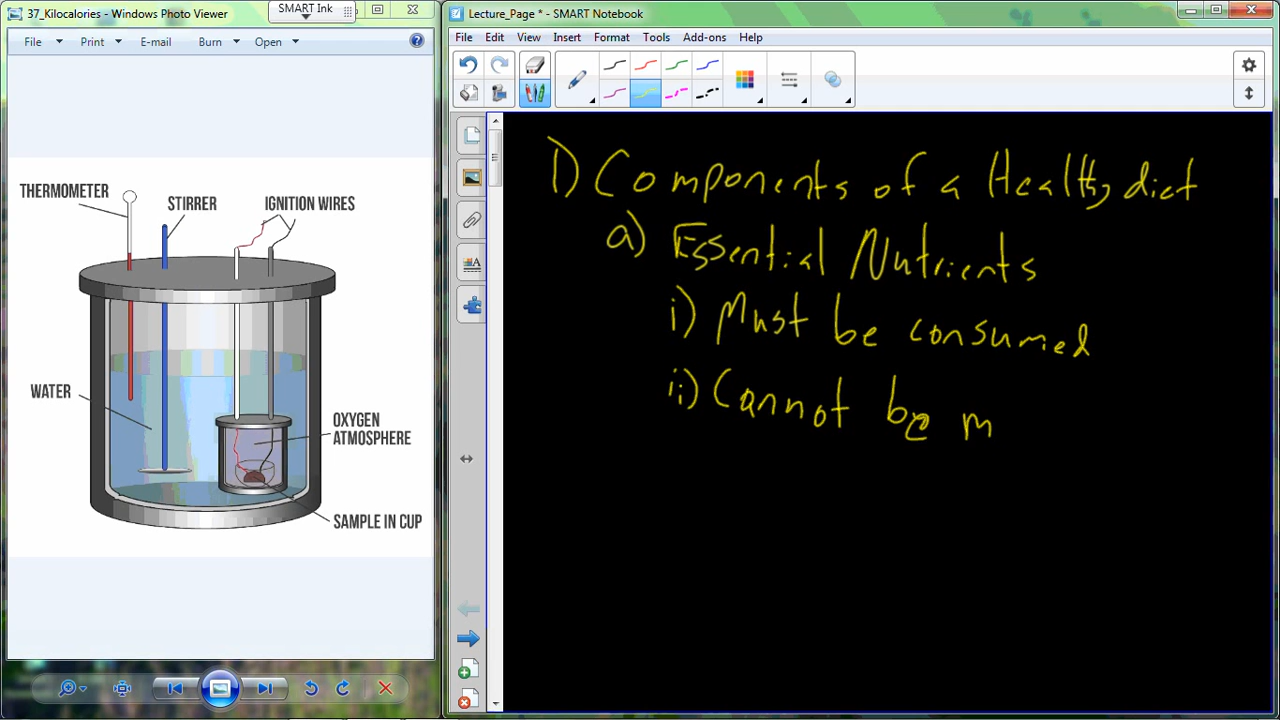 37_Kilocalories - Windows Photo Viewer
SMART Ink
File Print E-mail Burn Open
THERMOMETER
STIRRER
IGNITION WIRES
WATER
OXYGEN
ATMOSPHERE
SAMPLE IN CUP
Lecture_Page * - SMART Notebook
File Edit View Insert Format Tools Add-ons Help
1) Components of a Healthy diet
a) Essential Nutrients
i) Must be consumed
ii) Cannot be m